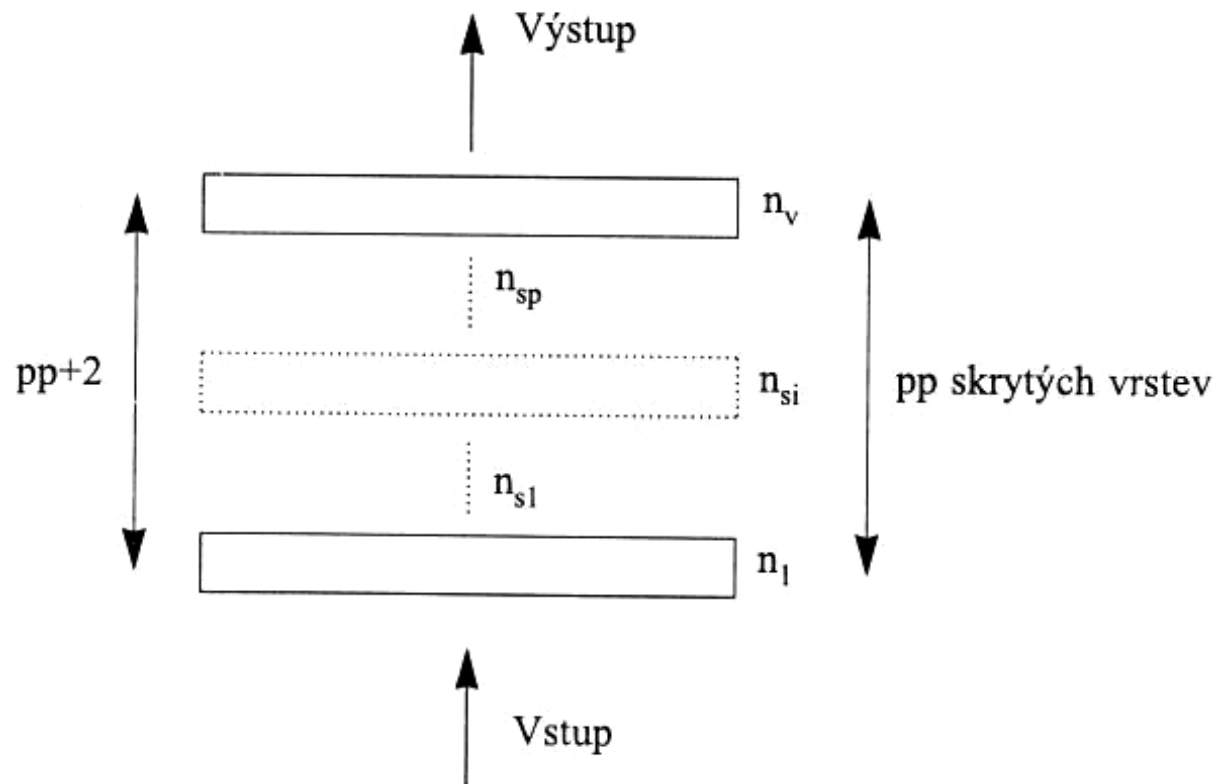 Výstup
n_v
n_sp
pp+2
n_si
pp skrytých vrstev
n_s1
n_1
Vstup